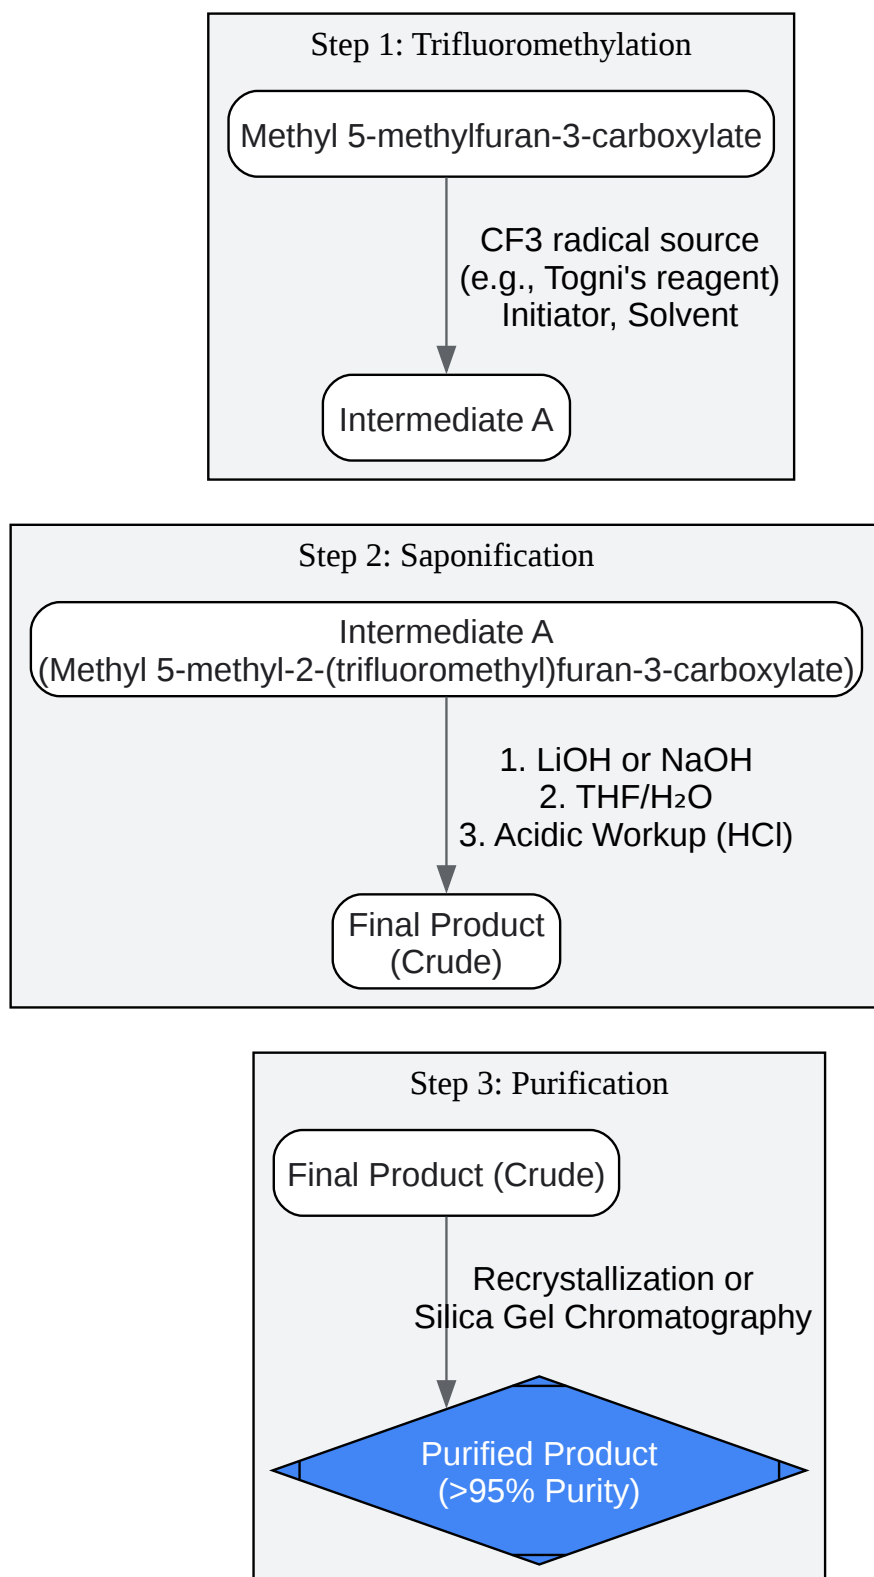 Step 1: Trifluoromethylation
Methyl 5-methylfuran-3-carboxylate
CF3 radical source
(e.g., Togni's reagent)
Initiator, Solvent
Intermediate A
Step 2: Saponification
Intermediate A
(Methyl 5-methyl-2-(trifluoromethyl)furan-3-carboxylate)
1. LiOH or NaOH
2. THF/H₂O
3. Acidic Workup (HCl)
Final Product
(Crude)
Step 3: Purification
Final Product (Crude)
Recrystallization or
Silica Gel Chromatography
Purified Product
(>95% Purity)